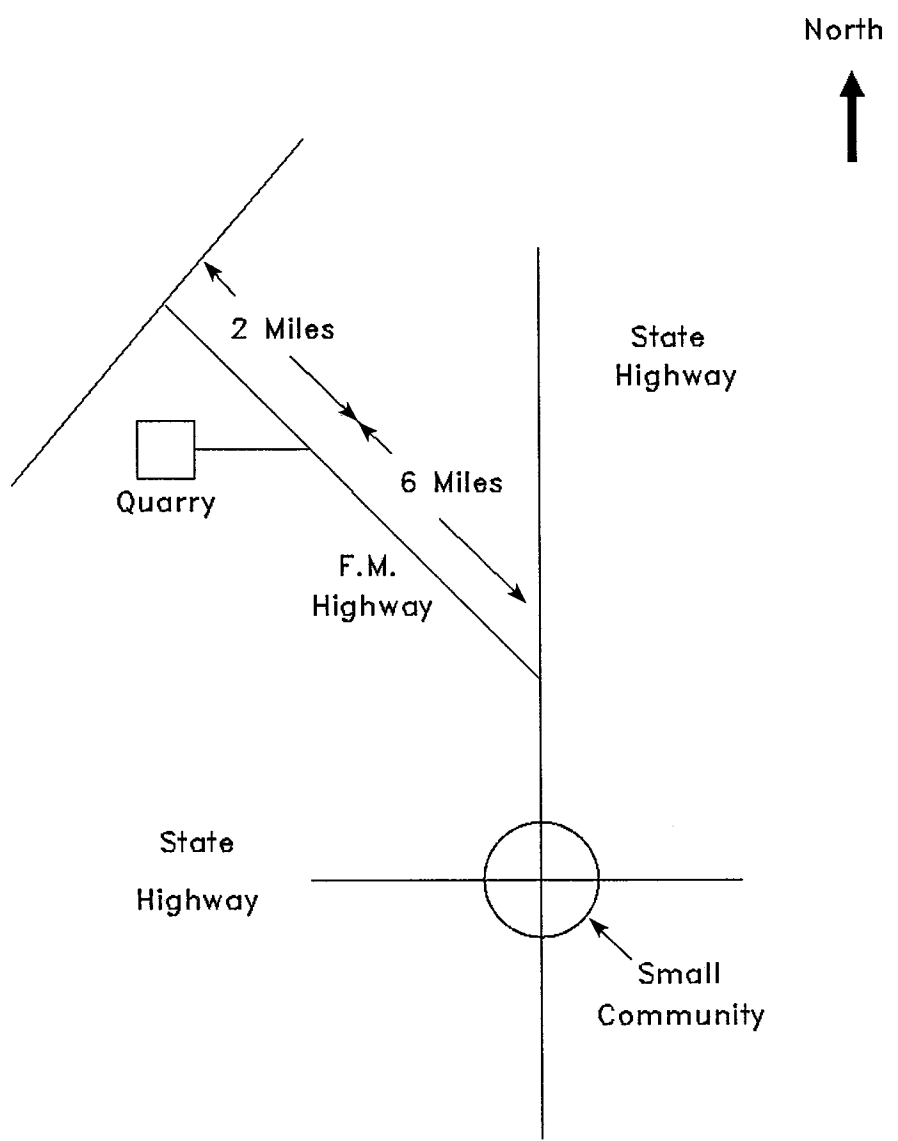 North
2 Miles
State
Highway
6 Miles
Quarry
F.M.
Highway
State
Highway
Small
Community